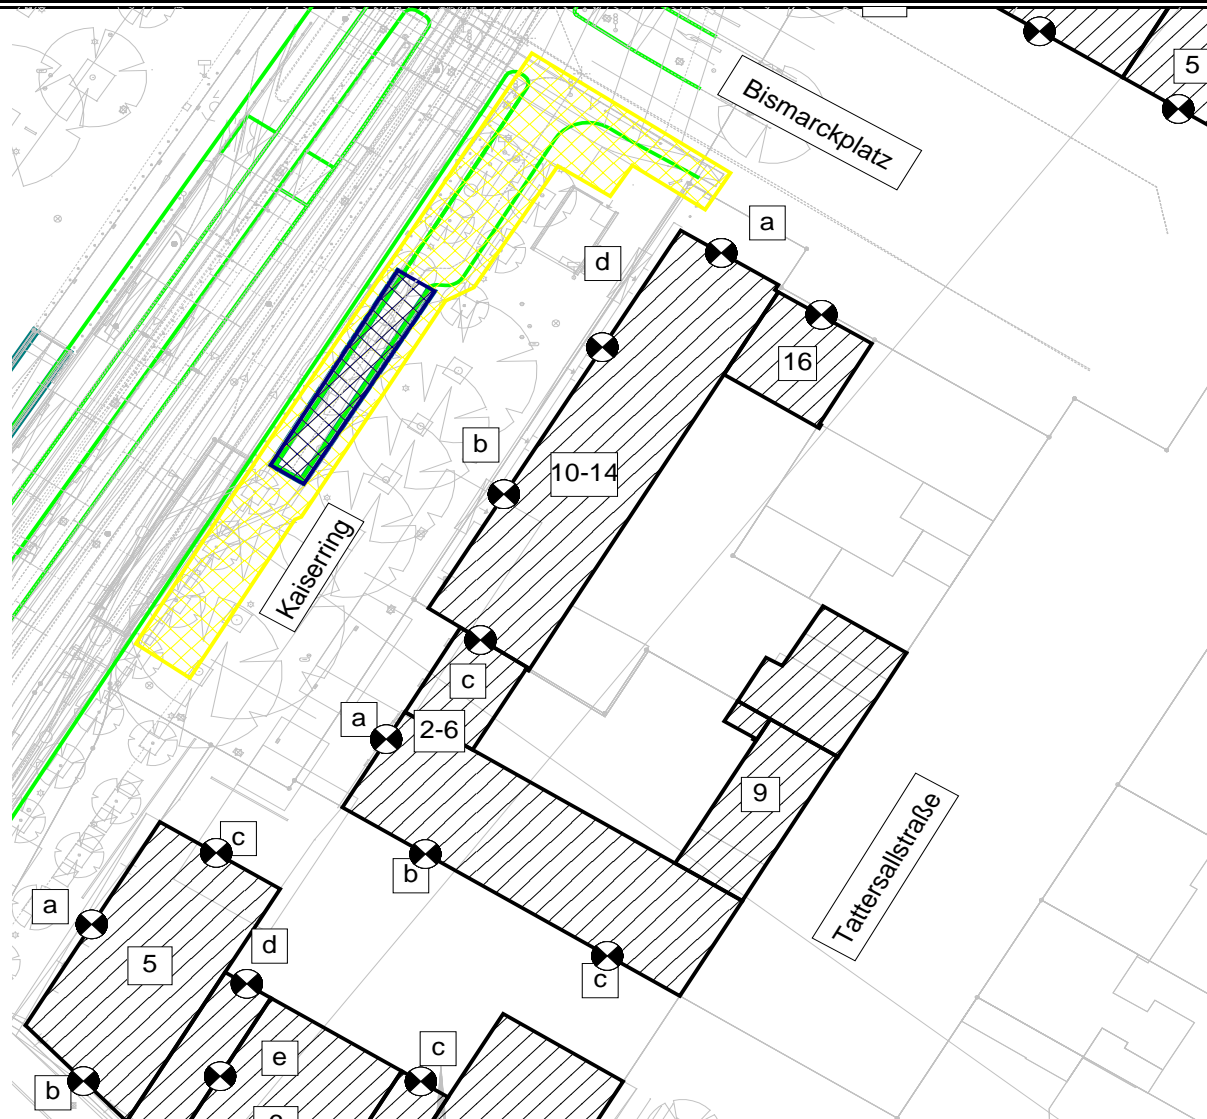 5
Bismarckplatz
a
d
16
b
10-14
Kaiserring
c
a
2-6
9
Tattersallstraße
c
b
a
d
5
c
c
e
b